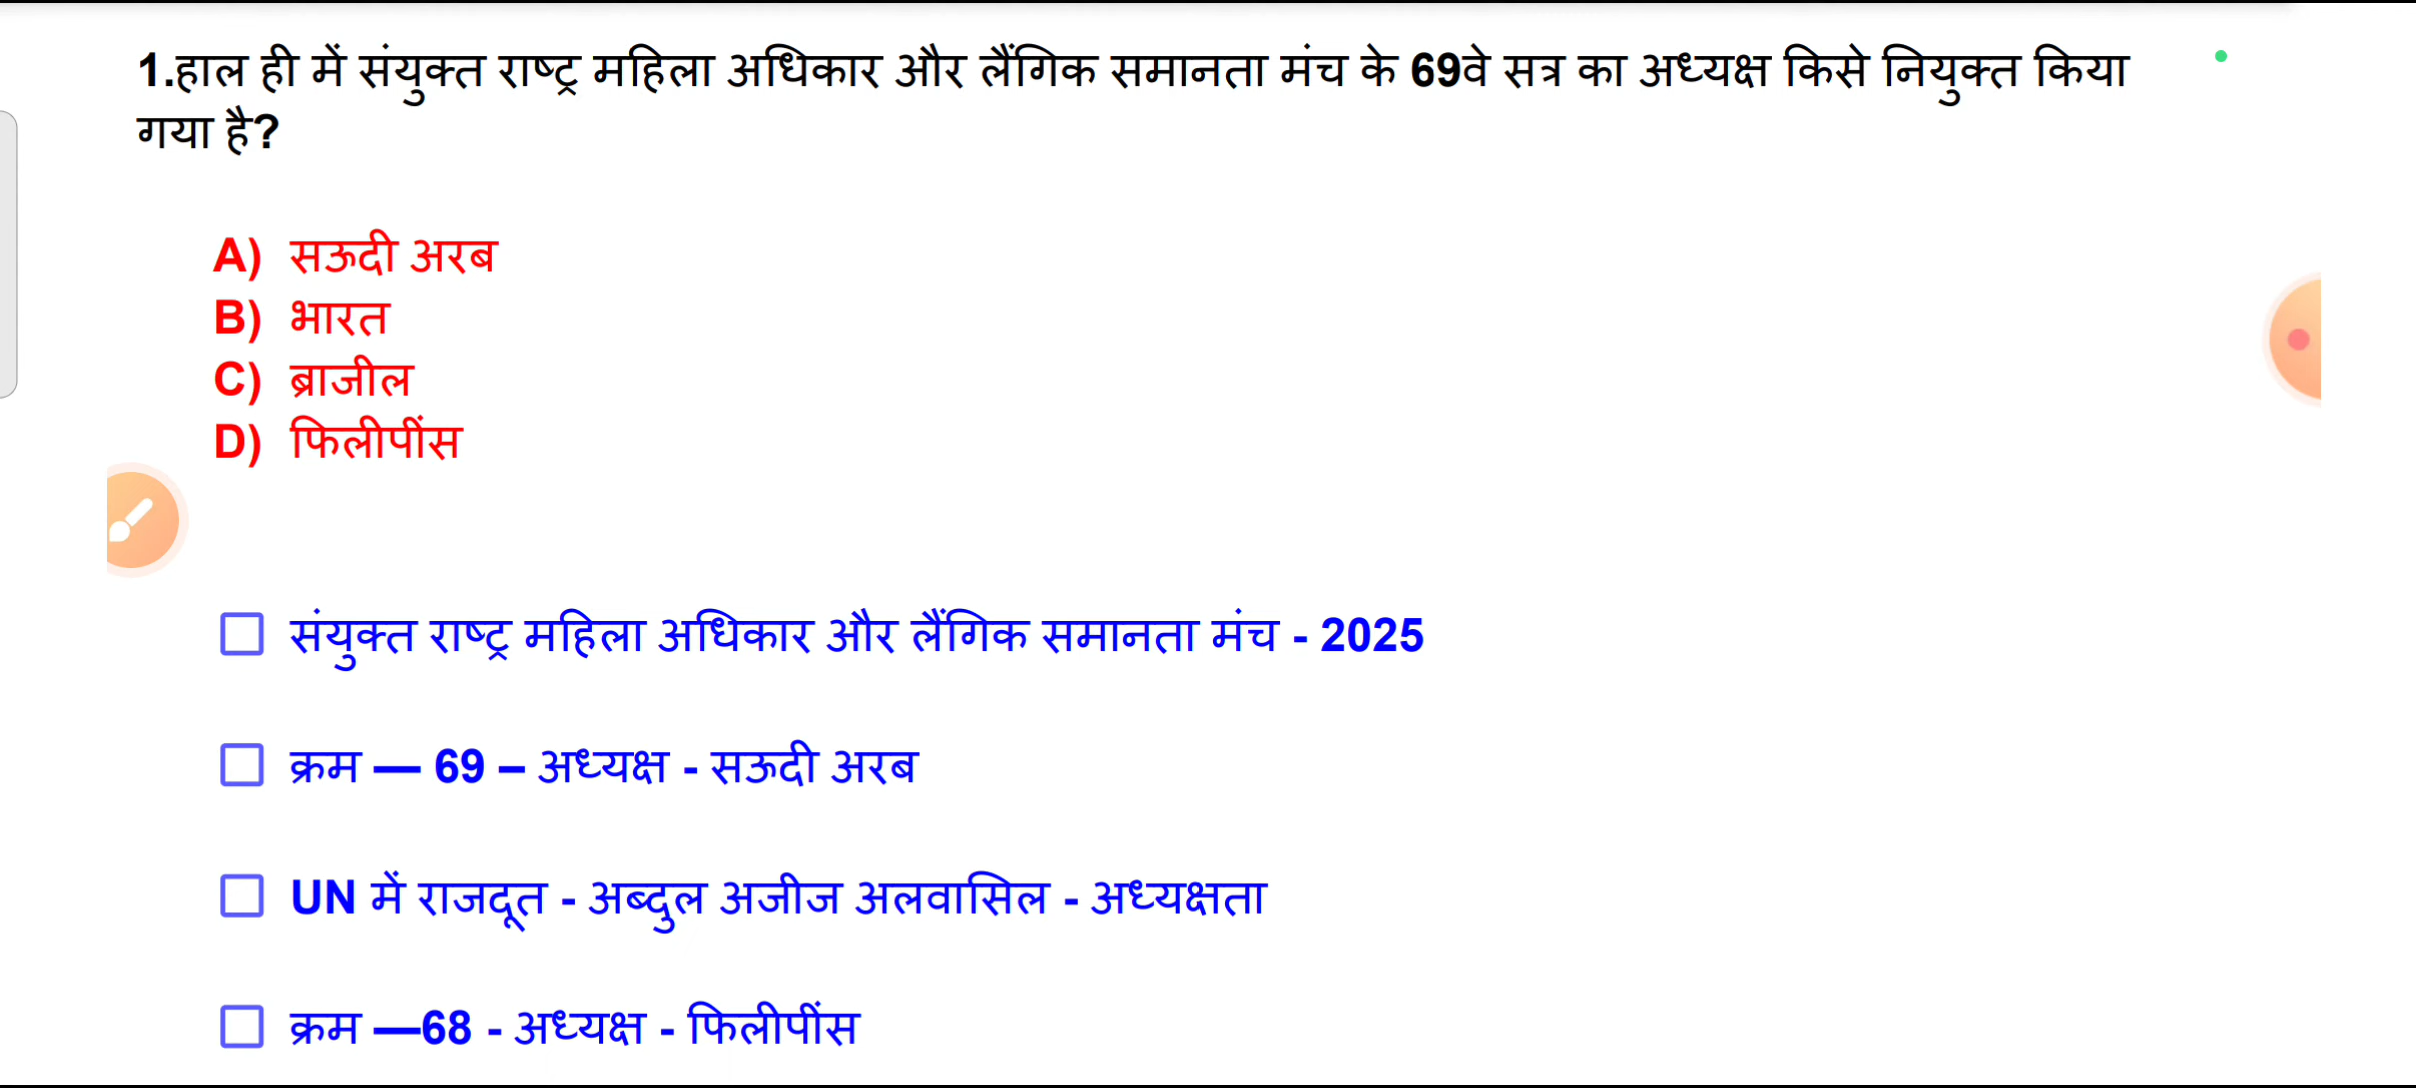 1.हाल ही में संयुक्त राष्ट्र महिला अधिकार और लैंगिक समानता मंच के 69वे सत्र का अध्यक्ष किसे नियुक्त किया
गया है?
A) सऊदी अरब
B) भारत
C) ब्राजील
D) फिलीपींस
संयुक्त राष्ट्र महिला अधिकार और लैंगिक समानता मंच - 2025
क्रम — 69 – अध्यक्ष - सऊदी अरब
UN में राजदूत - अब्दुल अजीज अलवासिल - अध्यक्षता
क्रम —68 - अध्यक्ष - फिलीपींस